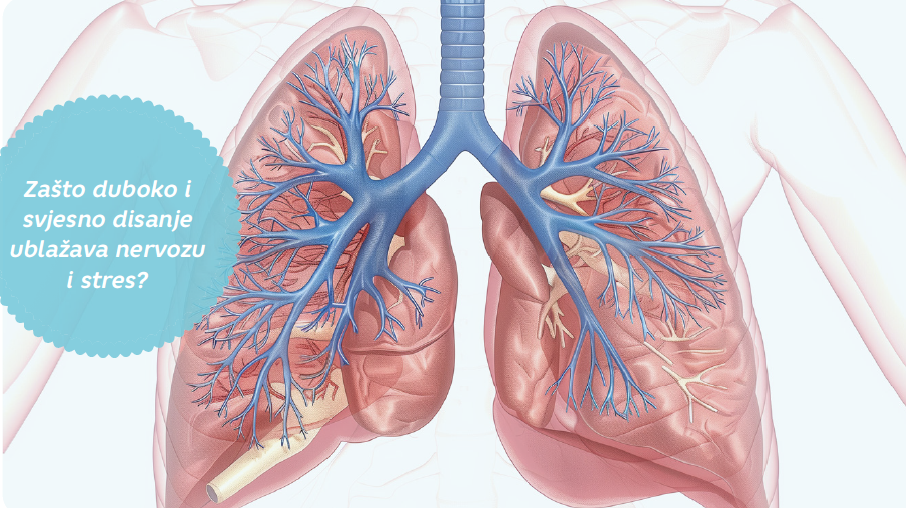 Zašto duboko i
svjesno disanje
ublažava nervozu
i stres?